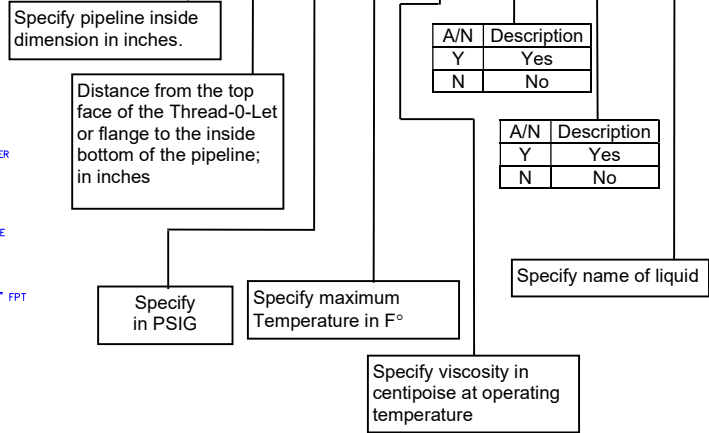 Specify pipeline inside
dimension in inches.
A/N Description
Y Yes
N No
Distance from the top
face of the Thread-0-Let
or flange to the inside
bottom of the pipeline;
in inches
A/N Description
Y Yes
N No
ER
E
FPT
Specify name of liquid
Specify
in PSIG
Specify maximum
Temperature in F°
Specify viscosity in
centipoise at operating
temperature